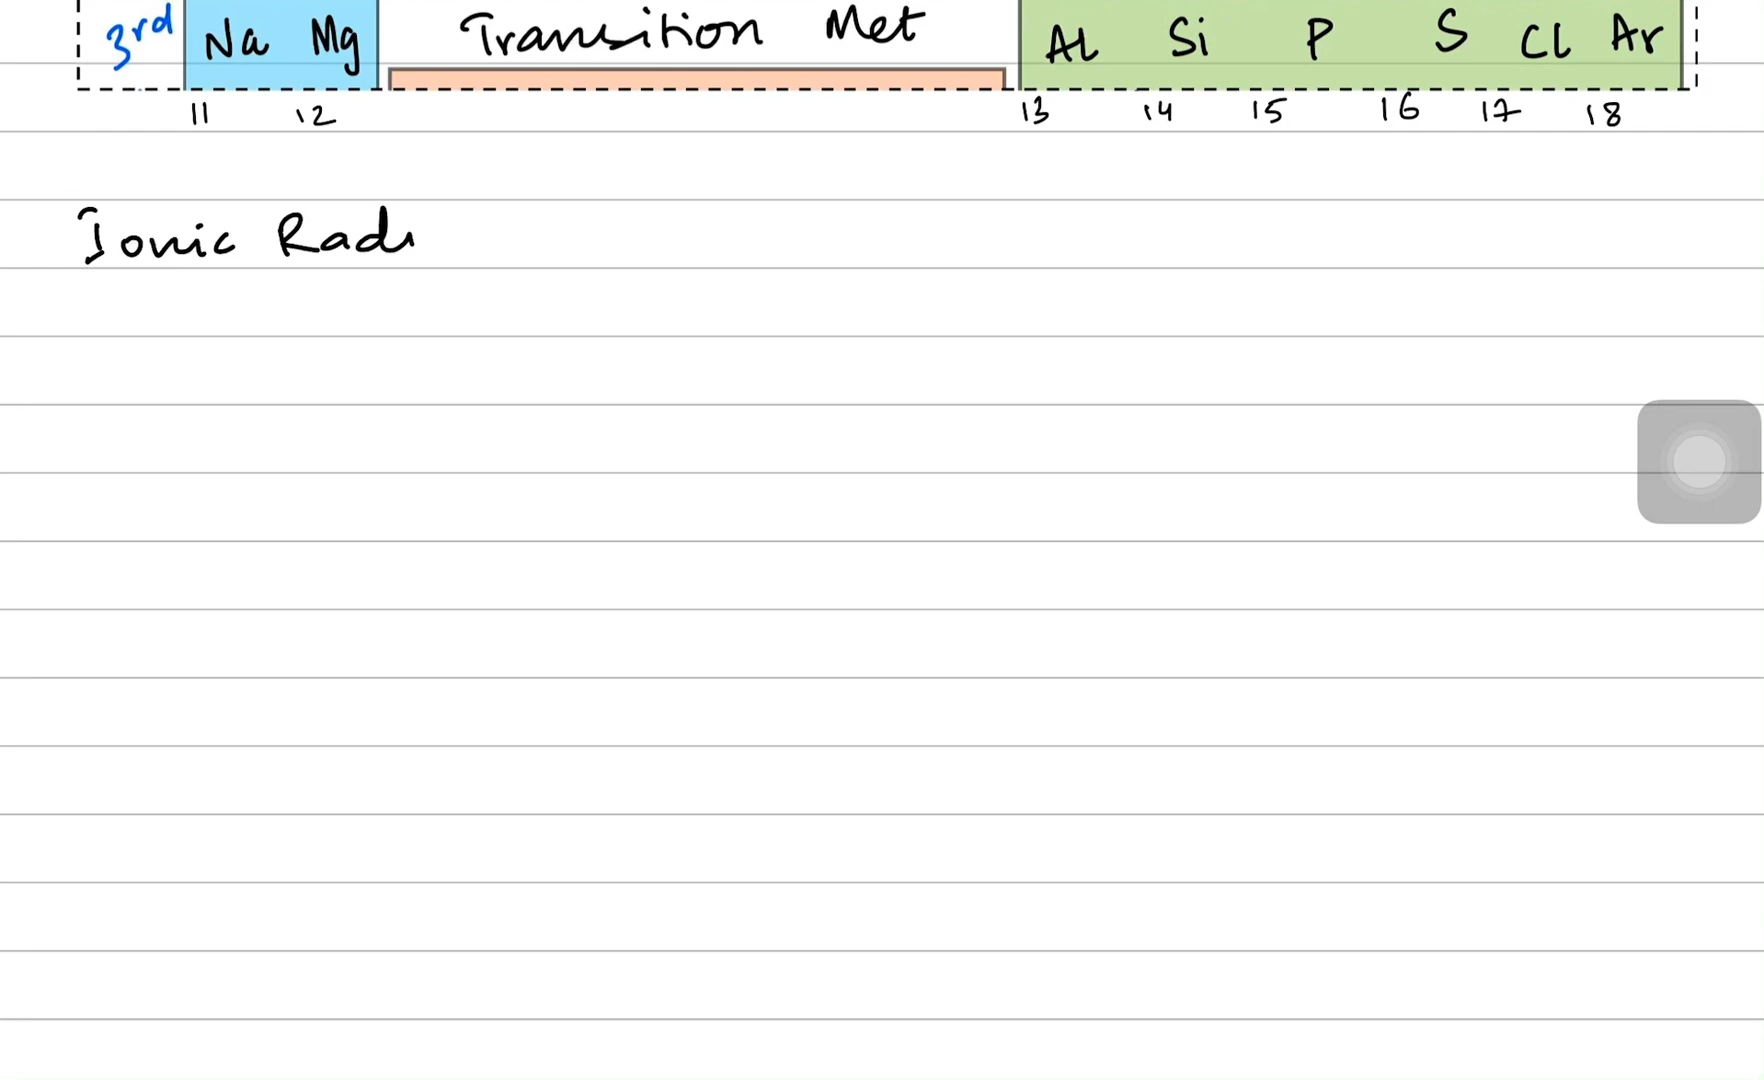 3rd Na Mg Transition Met Al Si P S Cl Ar
11 12 13 14 15 16 17 18
Ionic Radi